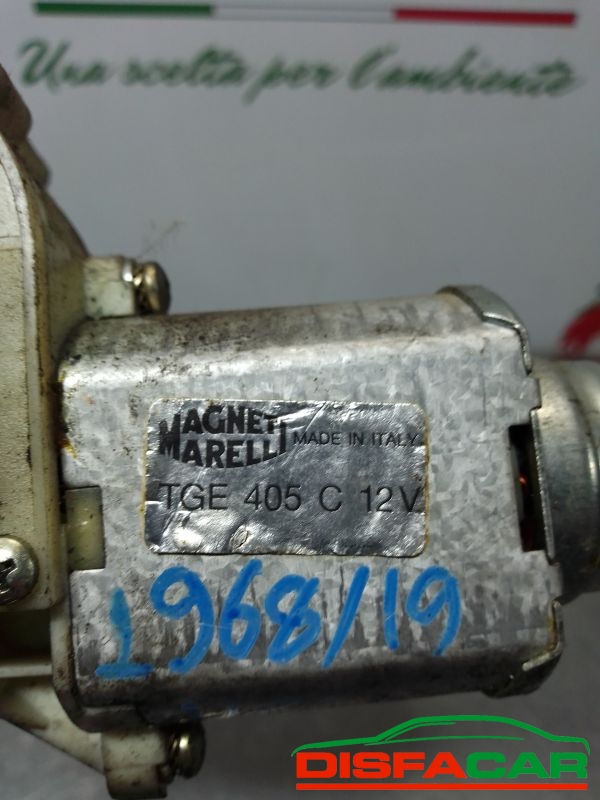 Una scelta per l'ambiente
MAGNETI
MARELLI
MADE IN ITALY
TGE 405 C 12V
1968/19
DISFACAR